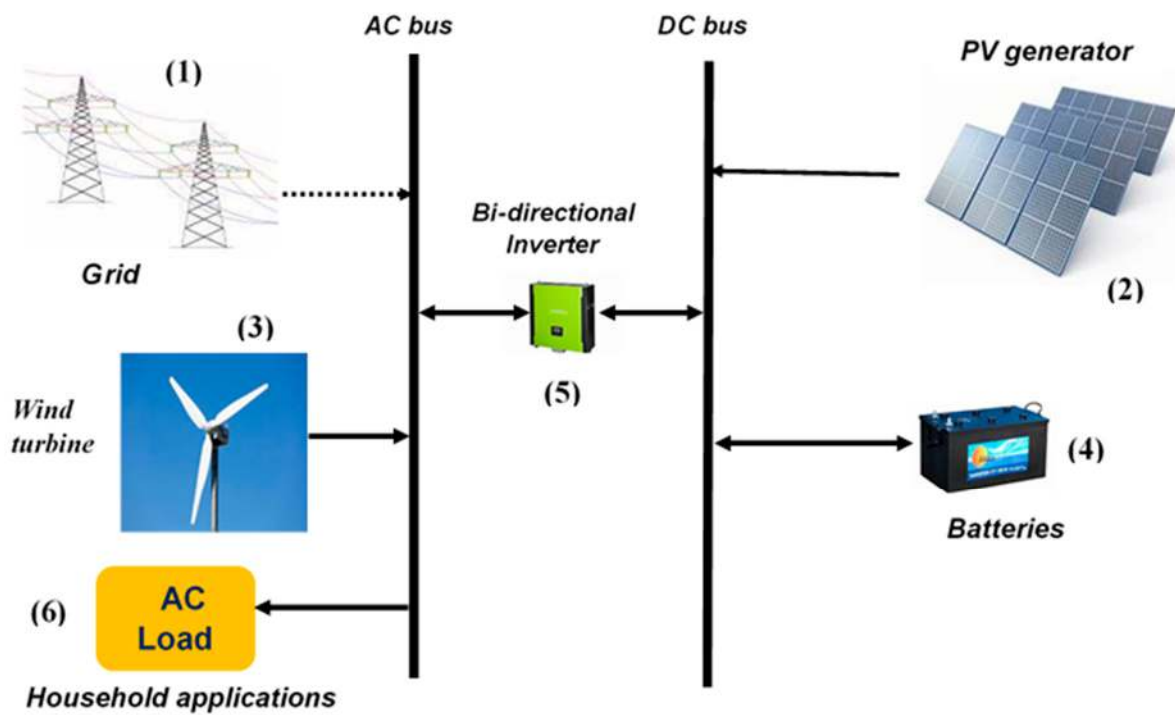 AC bus
DC bus
PV generator
(1)
Grid
Bi-directional
Inverter
(2)
(3)
(5)
Wind
turbine
(4)
Batteries
(6)
AC
Load
Household applications